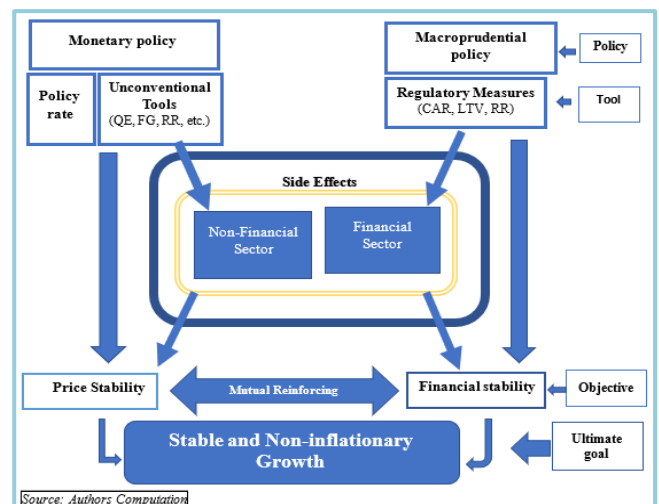 Monetary policy
Macroprudential
policy
Policy
Policy
rate
Unconventional
Tools
(QE, FG, RR, etc.)
Regulatory Measures
(CAR, LTV, RR)
Tool
Side Effects
Non-Financial
Sector
Financial
Sector
Price Stability
Mutual Reinforcing
Financial stability
Objective
Stable and Non-inflationary
Growth
Ultimate
goal
Source: Authors Computation